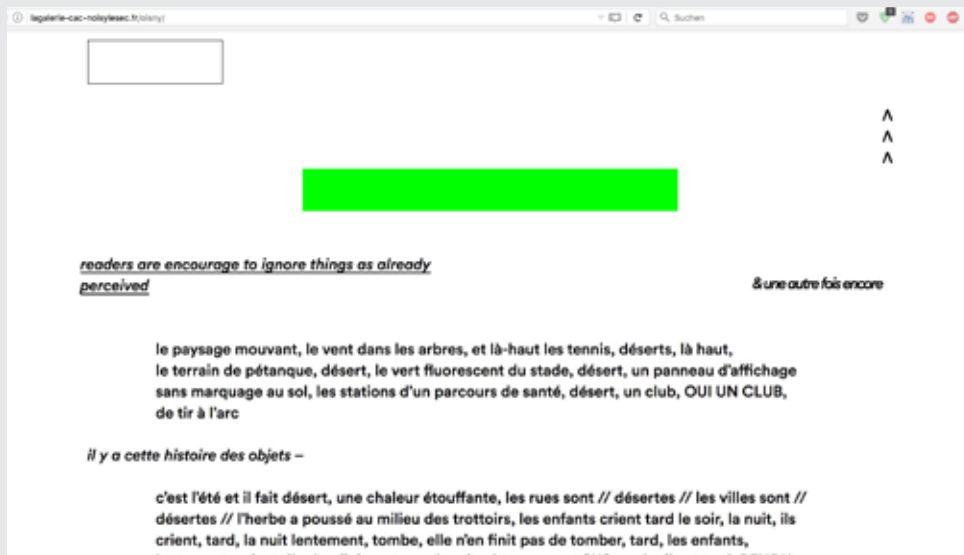 lagalerie-cac-noisylesec.fr/oisny/
Suchen
^
^
^
readers are encourage to ignore things as already
perceived
& une autre fois encore
le paysage mouvant, le vent dans les arbres, et là-haut les tennis, déserts, là haut,
le terrain de pétanque, désert, le vert fluorescent du stade, désert, un panneau d'affichage
sans marquage au sol, les stations d'un parcours de santé, désert, un club, OUI UN CLUB,
de tir à l'arc
il y a cette histoire des objets –
c'est l'été et il fait désert, une chaleur étouffante, les rues sont // désertes // les villes sont //
désertes // l'herbe a poussé au milieu des trottoirs, les enfants crient tard le soir, la nuit, ils
crient, tard, la nuit lentement, tombe, elle n'en finit pas de tomber, tard, les enfants,